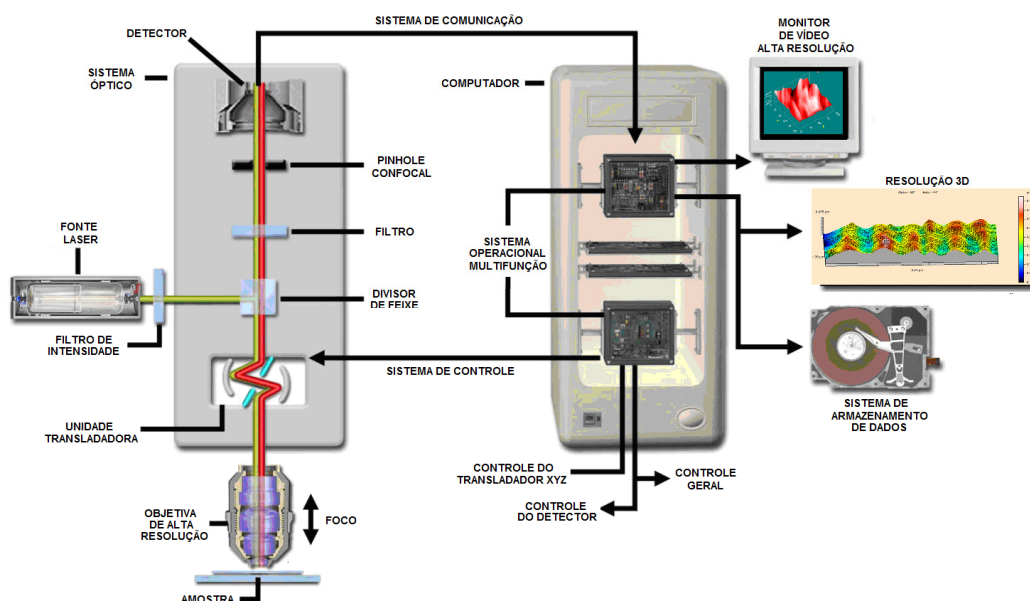 SISTEMA DE COMUNICAÇÃO
DETECTOR
SISTEMA
ÓPTICO
PINHOLE
CONFOCAL
FONTE
LASER
FILTRO
FILTRO DE
INTENSIDADE
DIVISOR
DE FEIXE
UNIDADE
TRANSLADADORA
OBJETIVA
DE ALTA
RESOLUÇÃO
FOCO
AMOSTRA
COMPUTADOR
SISTEMA
OPERACIONAL
MULTIFUNÇÃO
SISTEMA DE CONTROLE
CONTROLE DO
TRANSLADADOR XYZ
CONTROLE
DO DETECTOR
CONTROLE
GERAL
MONITOR
DE VÍDEO
ALTA RESOLUÇÃO
RESOLUÇÃO 3D
SISTEMA DE
ARMAZENAMENTO
DE DADOS